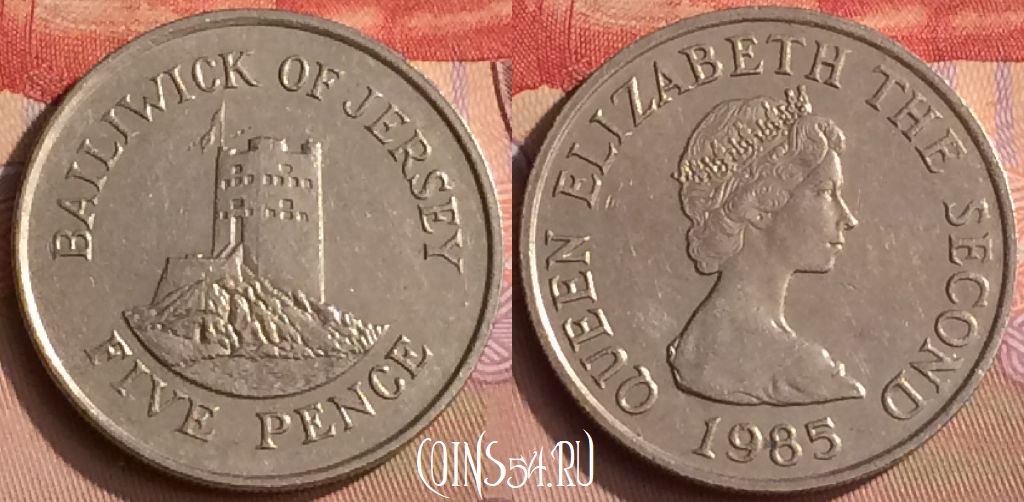 BAILIWICK OF JERSEY
FIVE PENCE
QUEEN ELIZABETH THE SECOND
1985
COINS54.RU